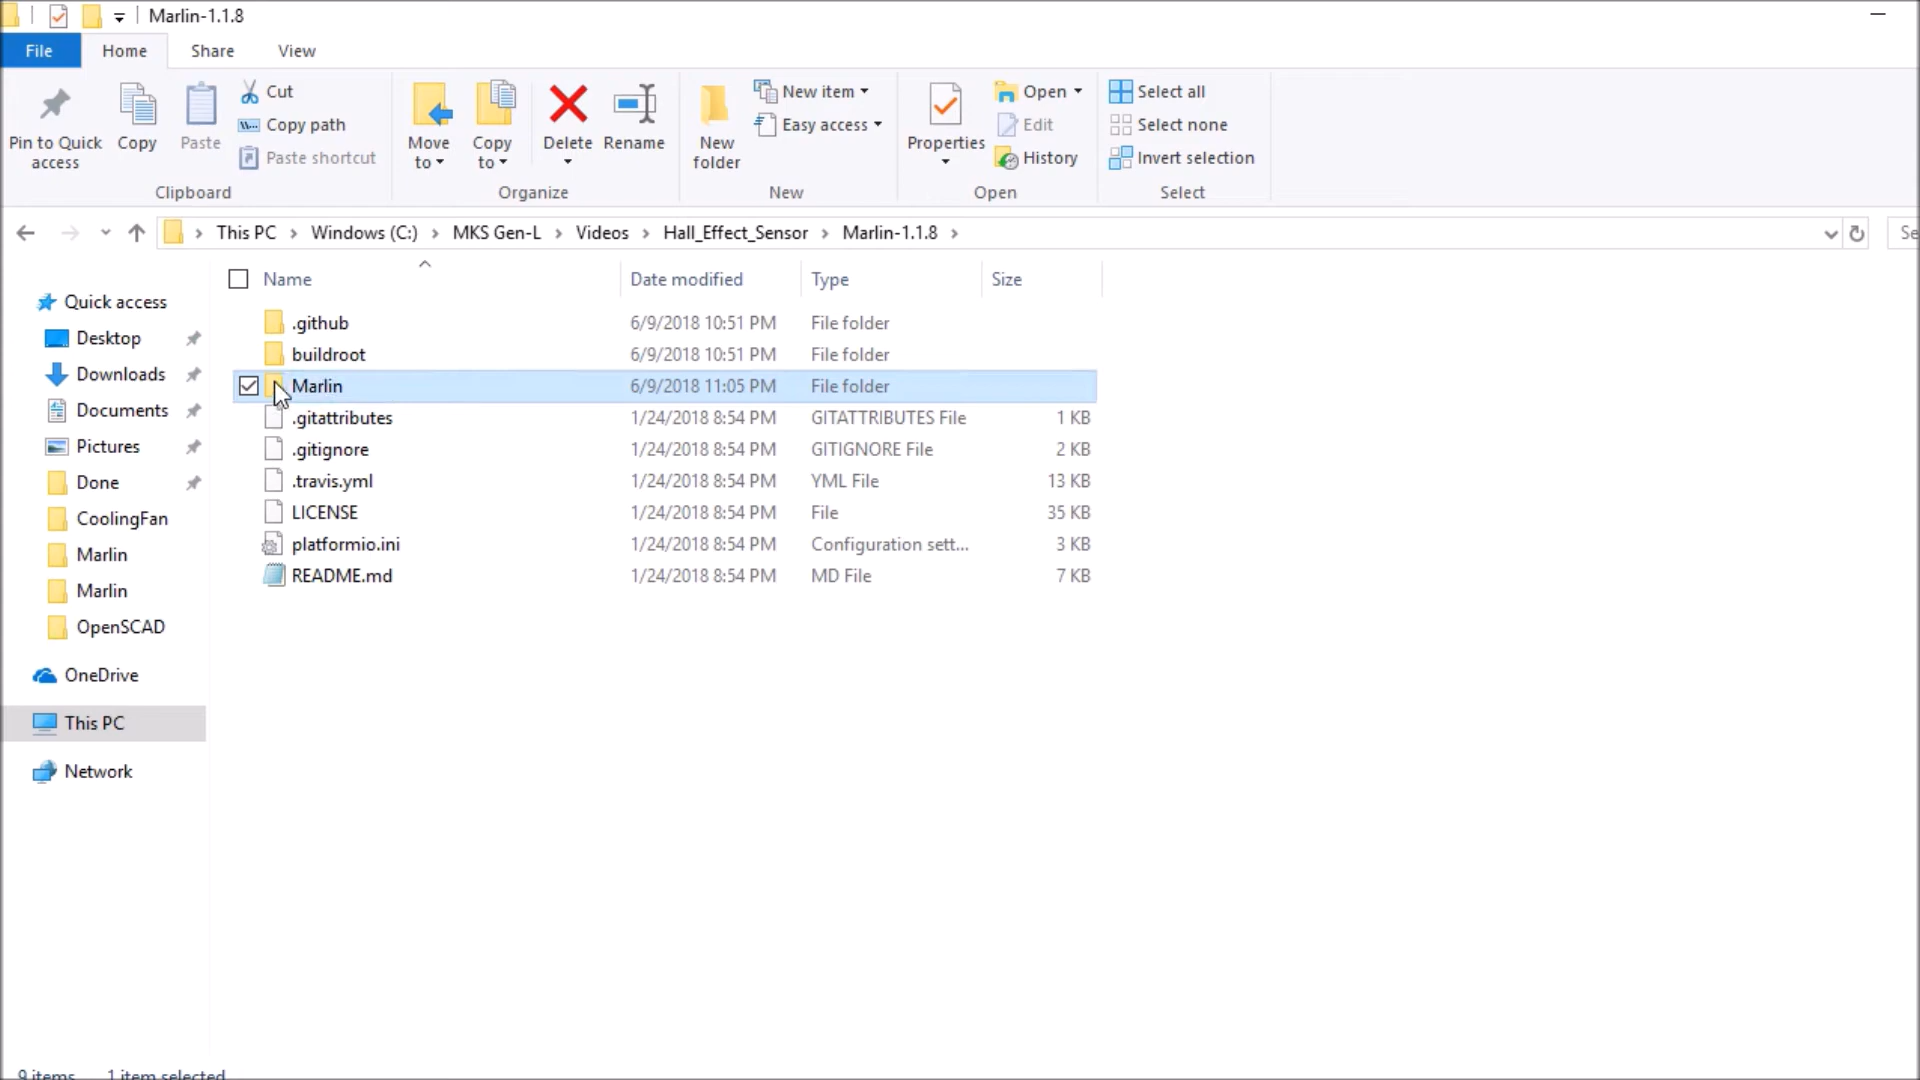 Marlin-1.1.8
File Home Share View
Pin to Quick access
Copy
Paste
Cut
Copy path
Paste shortcut
Clipboard
Move to
Copy to
Delete
Rename
Organize
New folder
New item
Easy access
New
Properties
Open
Edit
History
Open
Select all
Select none
Invert selection
Select
This PC Windows (C:) MKS Gen-L Videos Hall_Effect_Sensor Marlin-1.1.8
Se
Quick access
Desktop
Downloads
Documents
Pictures
Done
CoolingFan
Marlin
Marlin
OpenSCAD
OneDrive
This PC
Network
Name Date modified Type Size
.github 6/9/2018 10:51 PM File folder
buildroot 6/9/2018 10:51 PM File folder
Marlin 6/9/2018 11:05 PM File folder
.gitattributes 1/24/2018 8:54 PM GITATTRIBUTES File 1 KB
.gitignore 1/24/2018 8:54 PM GITIGNORE File 2 KB
.travis.yml 1/24/2018 8:54 PM YML File 13 KB
LICENSE 1/24/2018 8:54 PM File 35 KB
platformio.ini 1/24/2018 8:54 PM Configuration sett... 3 KB
README.md 1/24/2018 8:54 PM MD File 7 KB
9 items 1 item selected